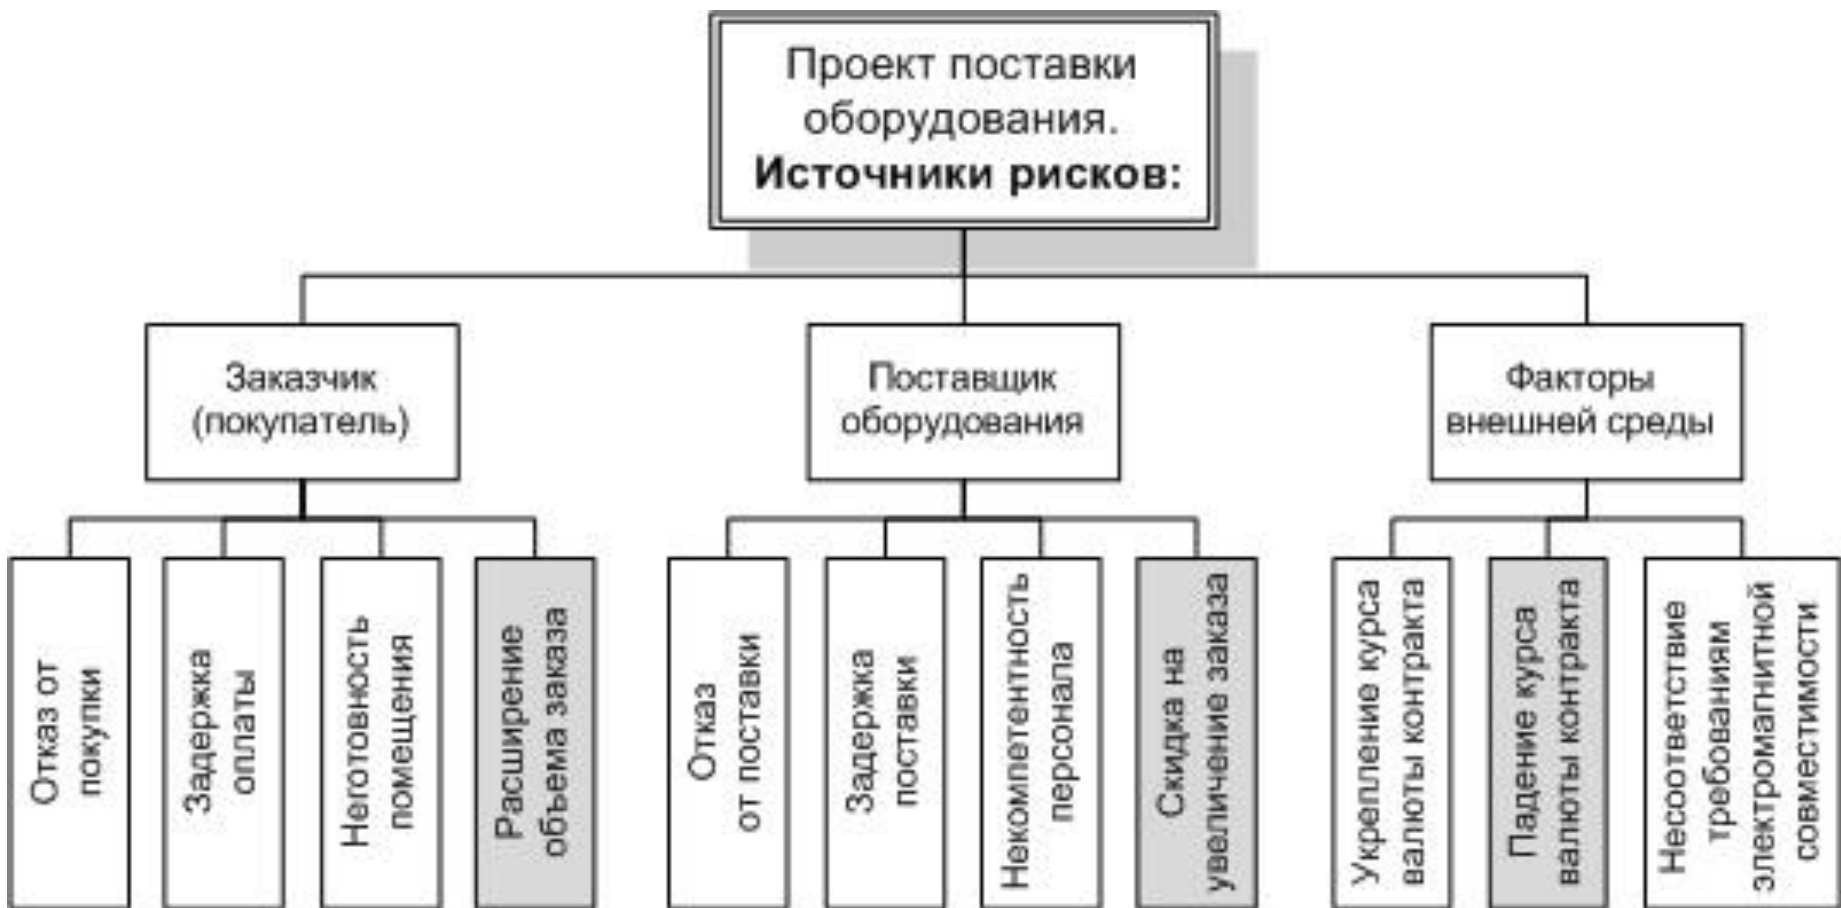 Проект поставки
оборудования.
Источники рисков:
Заказчик
(покупатель)
Поставщик
оборудования
Факторы
внешней среды
Отказ от
покупки
Задержка
оплаты
Неготовность
помещения
Расширение
объема заказа
Отказ
от поставки
Задержка
поставки
Некомпетентность
персонала
Скидка на
увеличение заказа
Укрепление курса
валюты контракта
Падение курса
валюты контракта
Несоответствие
требованиям
электромагнитной
совместимости